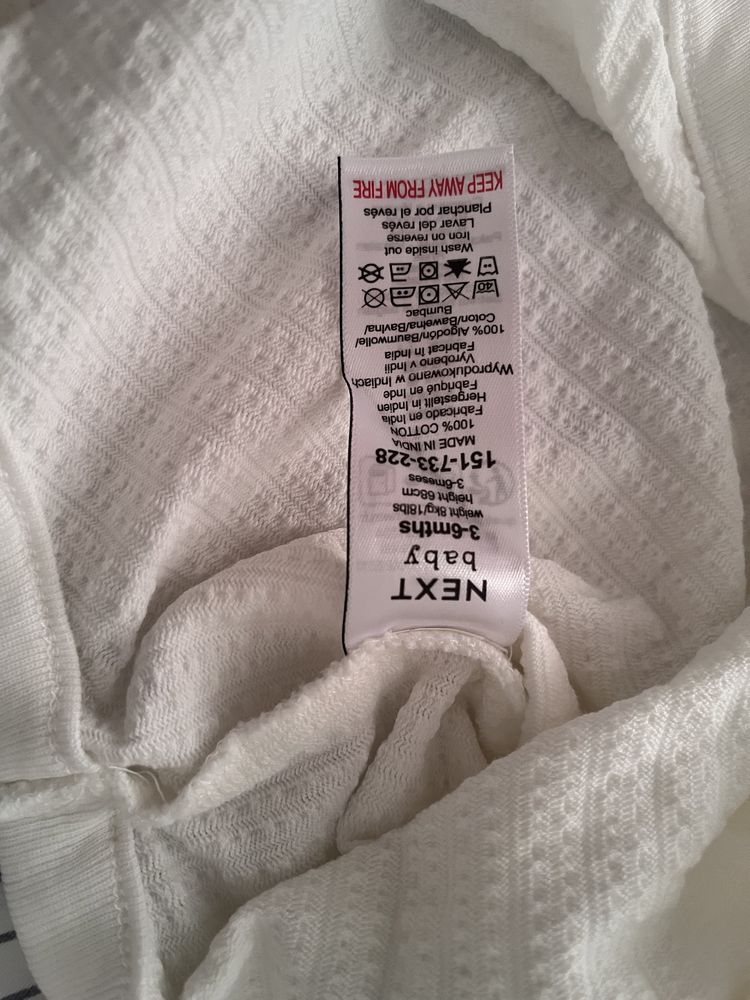 NEXT
baby
3-6mths
weight 8kg/18lbs
height 68cm
3-6meses
151-733-228
MADE IN INDIA
100% COTTON
Fabricado en India
Hergestellt in Indien
Fabriqué en Inde
Wyprodukowano w Indiach
Vyrobeno v Indii
Fabricat în India
100% Algodón/Baumwolle/
Coton/Bawełna/Bavlna/
Bumbac
40
Wash inside out
Iron on reverse
Lavar del revés
Planchar por el revés
KEEP AWAY FROM FIRE